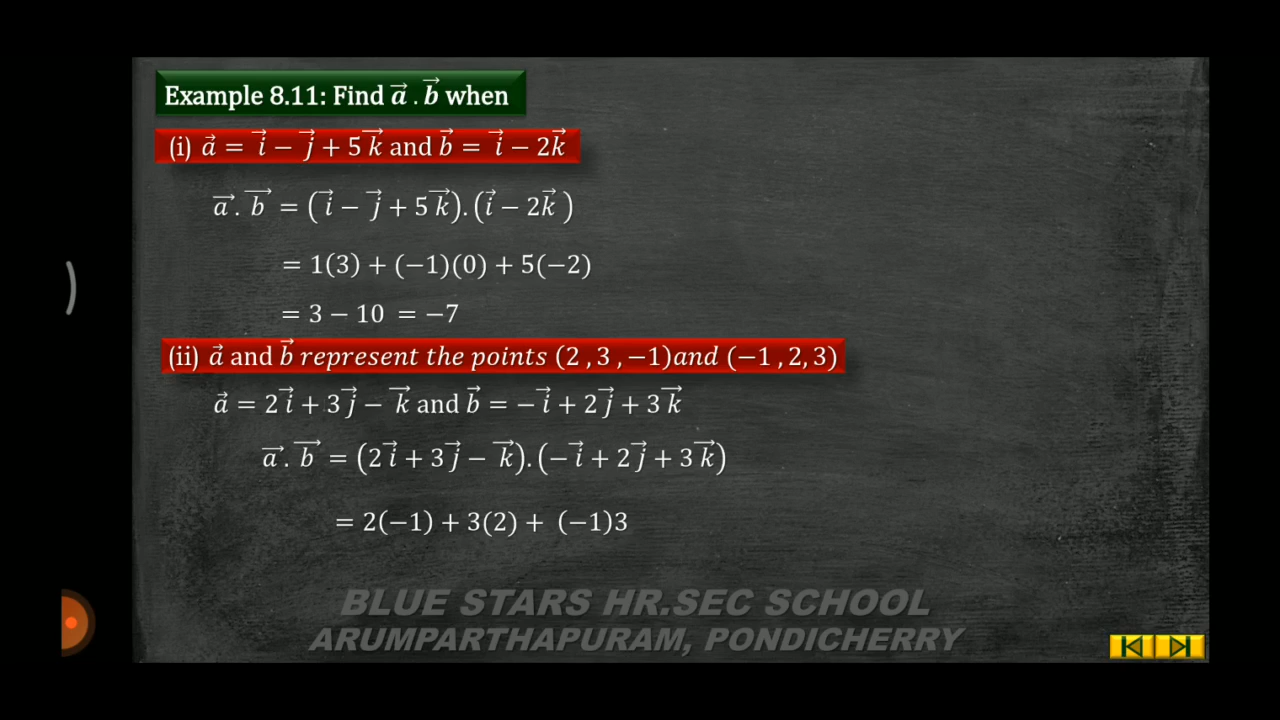 Example 8.11: Find a⃗ . b⃗ when
(i) a⃗ = i⃗ − j⃗ + 5 k⃗ and b⃗ = i⃗ − 2k⃗
a⃗ . b⃗ = (i⃗ − j⃗ + 5 k⃗). (i⃗ − 2k⃗ )
= 1(3) + (−1)(0) + 5(−2)
= 3 − 10 = −7
(ii) a⃗ and b⃗ represent the points (2 , 3 , −1)and (−1 , 2, 3)
a⃗ = 2 i⃗ + 3 j⃗ − k⃗ and b⃗ = − i⃗ + 2 j⃗ + 3 k⃗
a⃗ . b⃗ = (2 i⃗ + 3 j⃗ − k⃗). (− i⃗ + 2 j⃗ + 3 k⃗)
= 2(−1) + 3(2) + (−1)3
BLUE STARS HR.SEC SCHOOL
ARUMPARTHAPURAM, PONDICHERRY